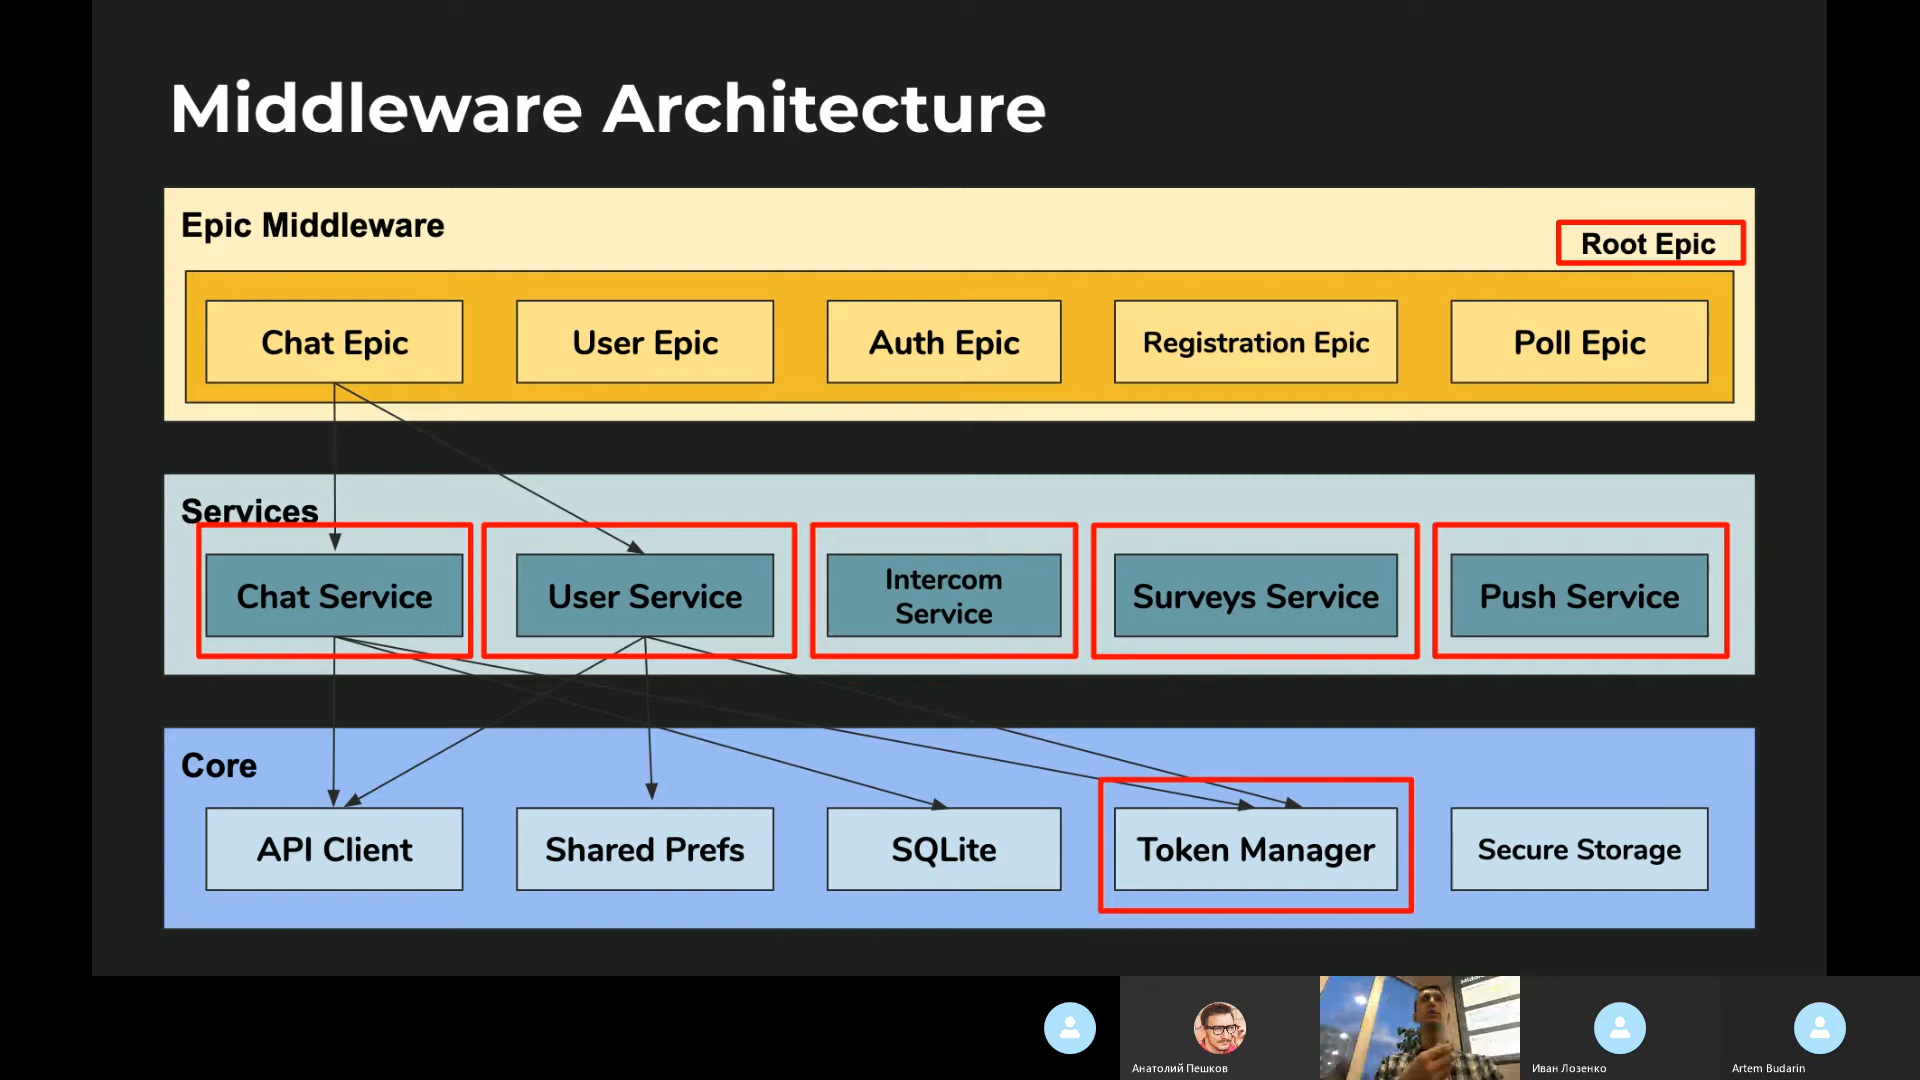 Middleware Architecture
Epic Middleware
Root Epic
Chat Epic
User Epic
Auth Epic
Registration Epic
Poll Epic
Services
Chat Service
User Service
Intercom
Service
Surveys Service
Push Service
Core
API Client
Shared Prefs
SQLite
Token Manager
Secure Storage
Анатолий Пешков
Иван Лозенко
Artem Budarin